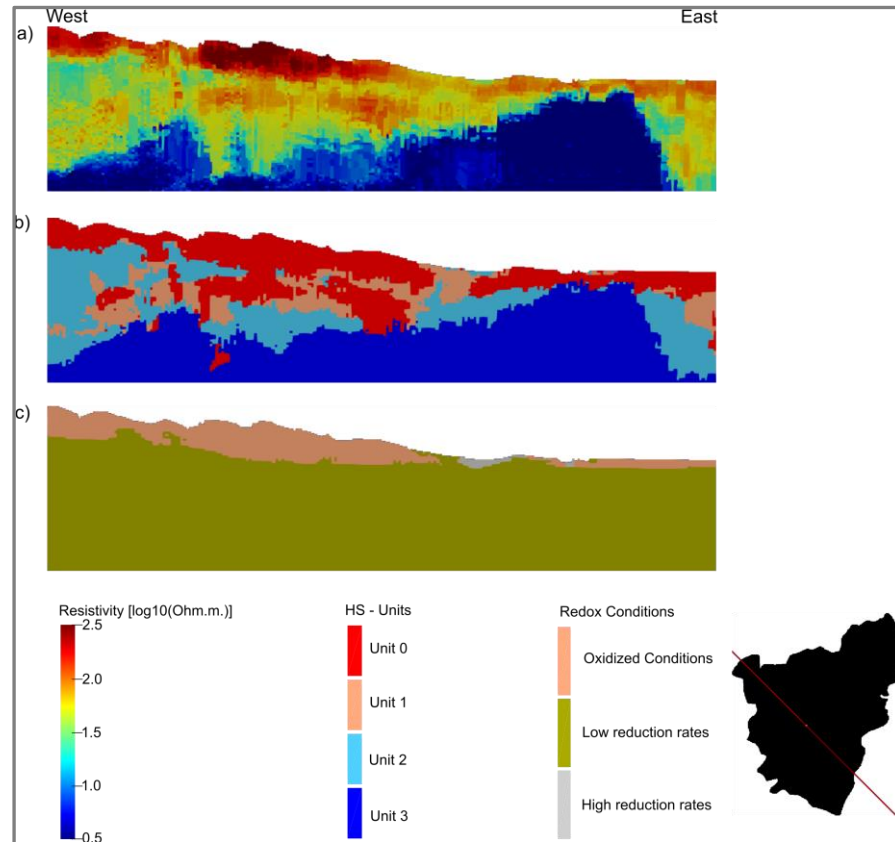 West East
a)
b)
c)
Resistivity [log10(Ohm.m.)]
2.5
2.0
1.5
1.0
0.5
HS - Units
Unit 0
Unit 1
Unit 2
Unit 3
Redox Conditions
Oxidized Conditions
Low reduction rates
High reduction rates